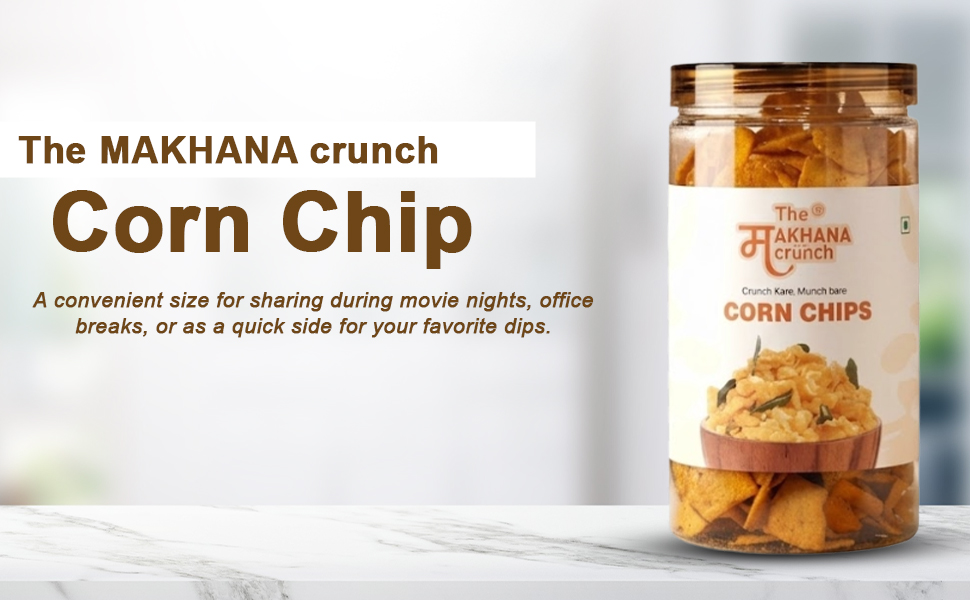 The MAKHANA crunch
Corn Chip
A convenient size for sharing during movie nights, office
breaks, or as a quick side for your favorite dips.
The
मAKHANA
crunch
Crunch Kare, Munch bare
CORN CHIPS